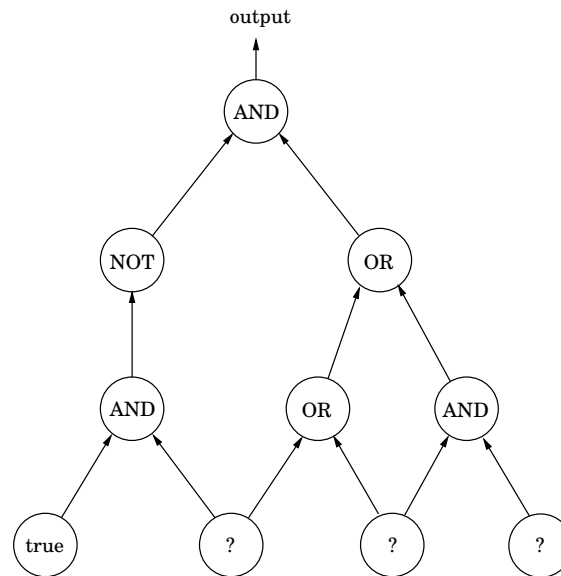 output
AND
NOT OR
AND OR AND
true ? ? ?